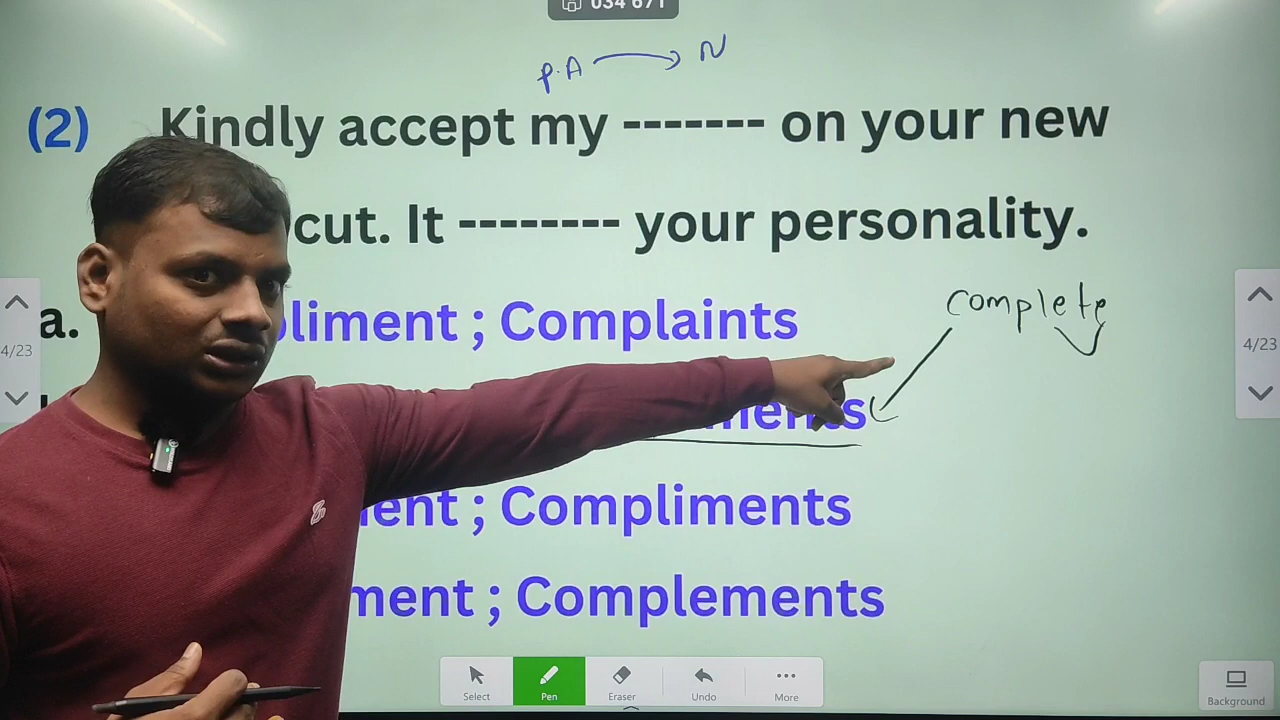 034 671
P.A → N
(2) Kindly accept my ------- on your new
cut. It -------- your personality.
a. pliment ; Complaints
complete
4/23
4/23
ments
ent ; Compliments
ment ; Complements
Select Pen Eraser Undo More
Background